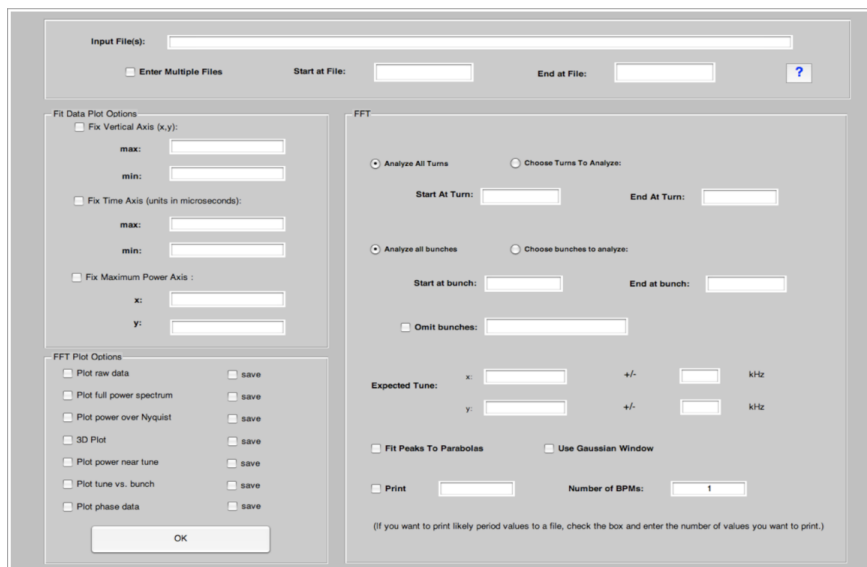 Input File(s):
Enter Multiple Files Start at File: End at File: ?
Fit Data Plot Options
Fix Vertical Axis (x,y):
max:
min:
Fix Time Axis (units in microseconds):
max:
min:
Fix Maximum Power Axis :
x:
y:
FFT Plot Options
Plot raw data save
Plot full power spectrum save
Plot power over Nyquist save
3D Plot save
Plot power near tune save
Plot tune vs. bunch save
Plot phase data save
OK
FFT
Analyze All Turns Choose Turns To Analyze:
Start At Turn: End At Turn:
Analyze all bunches Choose bunches to analyze:
Start at bunch: End at bunch:
Omit bunches:
Expected Tune:
x: +/- kHz
y: +/- kHz
Fit Peaks To Parabolas Use Gaussian Window
Print Number of BPMs: 1
(If you want to print likely period values to a file, check the box and enter the number of values you want to print.)